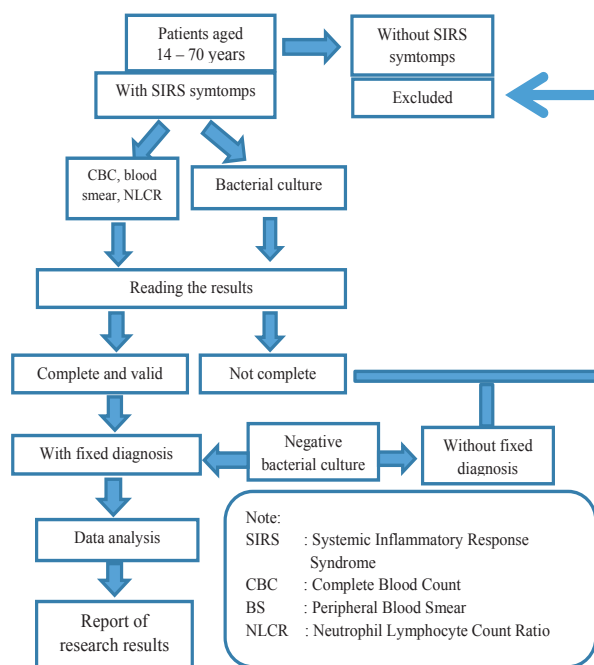 Patients aged
14 – 70 years
Without SIRS
symtomps
With SIRS symtomps
Excluded
CBC, blood
smear, NLCR
Bacterial culture
Reading the results
Complete and valid
Not complete
With fixed diagnosis
Negative
bacterial culture
Without fixed
diagnosis
Data analysis
Report of
research results
Note:
SIRS : Systemic Inflammatory Response
Syndrome
CBC : Complete Blood Count
BS : Peripheral Blood Smear
NLCR : Neutrophil Lymphocyte Count Ratio